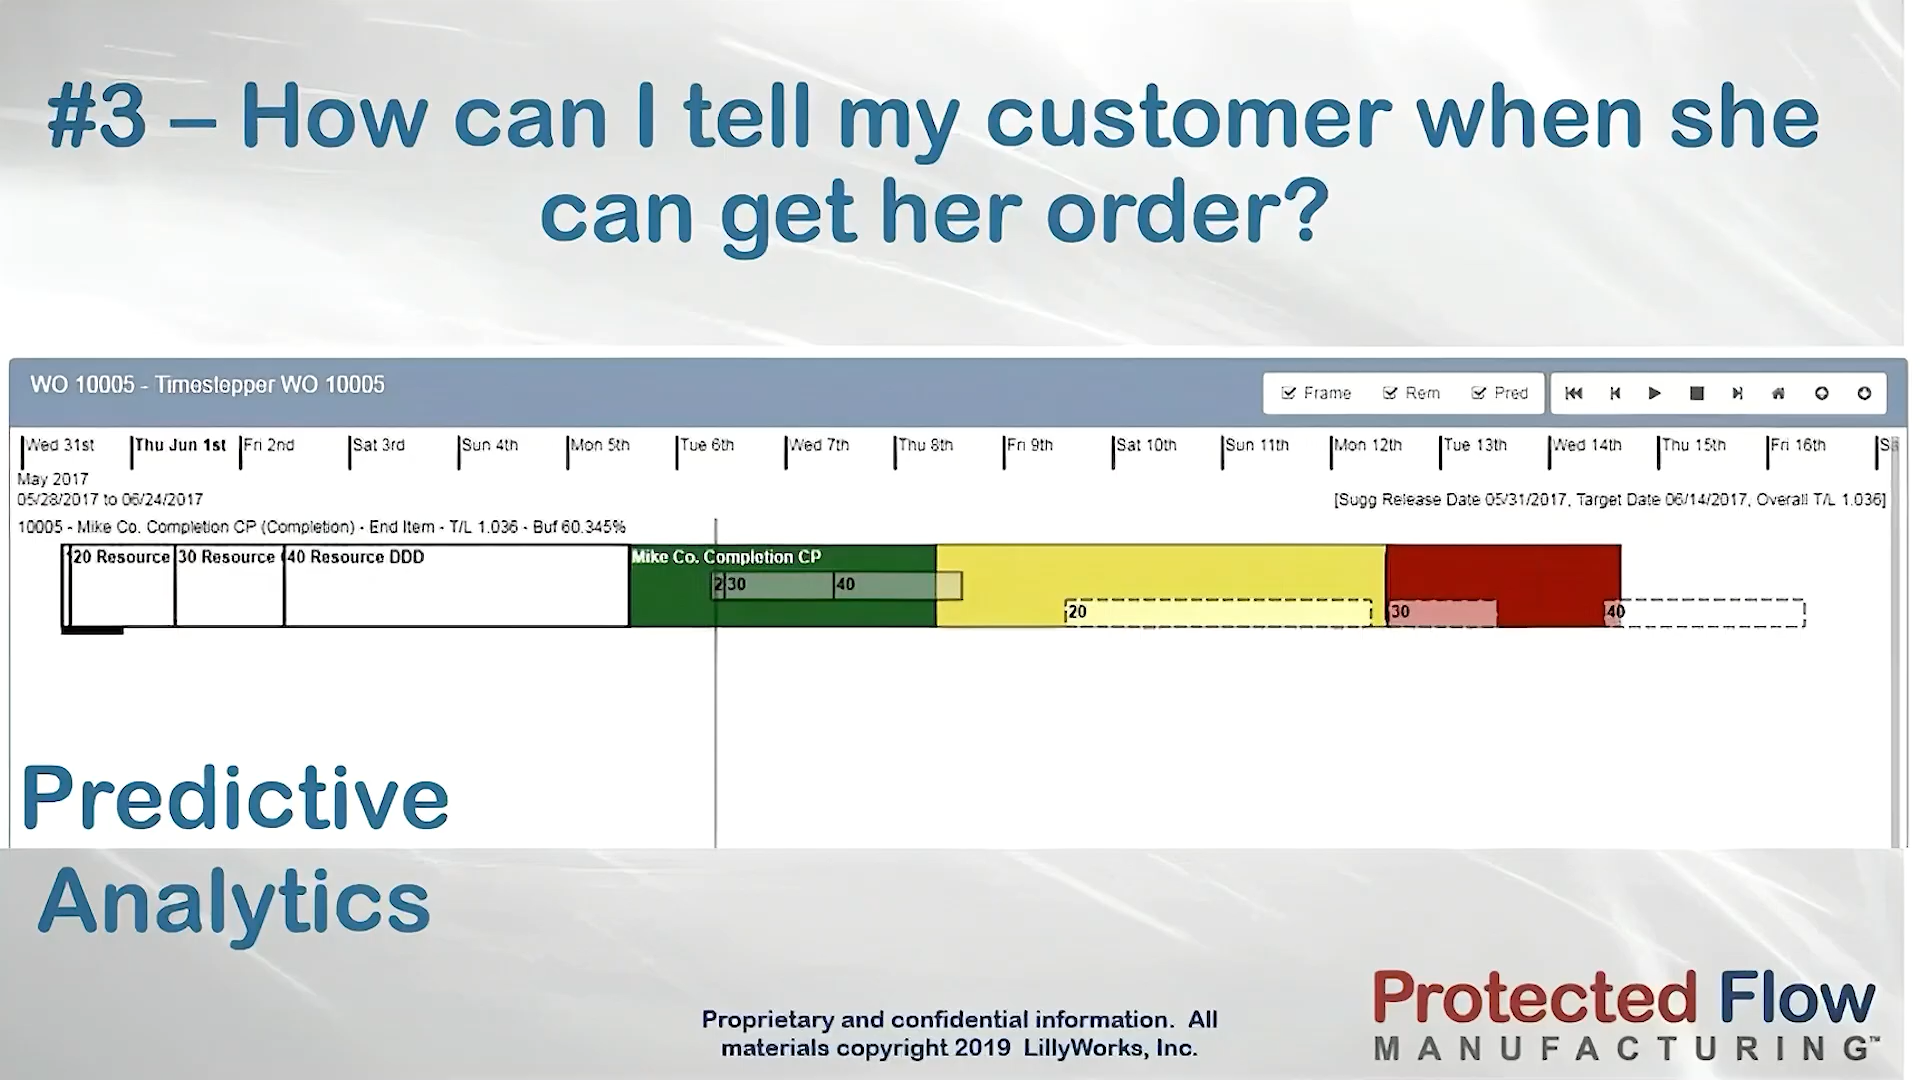 #3 – How can I tell my customer when she
can get her order?
WO 10005 - Timestepper WO 10005
Frame Rem Pred
Wed 31st Thu Jun 1st Fri 2nd Sat 3rd Sun 4th Mon 5th Tue 6th Wed 7th Thu 8th Fri 9th Sat 10th Sun 11th Mon 12th Tue 13th Wed 14th Thu 15th Fri 16th
May 2017
05/28/2017 to 06/24/2017 [Sugg Release Date 05/31/2017, Target Date 06/14/2017, Overall T/L 1.036]
10005 - Mike Co. Completion CP (Completion) - End Item - T/L 1.036 - Buf 60.345%
20 Resource 30 Resource 40 Resource DDD Mike Co. Completion CP
2 30 40
20 30 40
Predictive
Analytics
Proprietary and confidential information. All
materials copyright 2019 LillyWorks, Inc.
Protected Flow
MANUFACTURING™